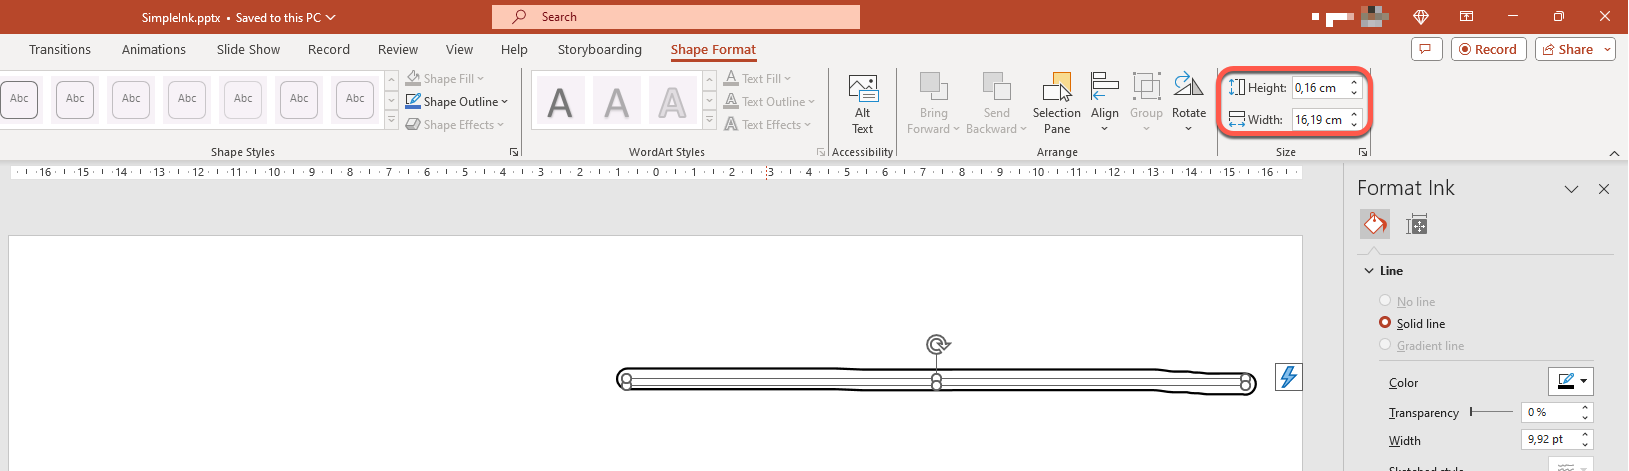 SimpleInk.pptx • Saved to this PC
Search
Transitions Animations Slide Show Record Review View Help Storyboarding Shape Format
Record Share
Abc Abc Abc Abc Abc Abc Abc
Shape Fill
Shape Outline
Shape Effects
Shape Styles
A A A
Text Fill
Text Outline
Text Effects
WordArt Styles
Alt
Text
Accessibility
Bring
Forward
Send
Backward
Selection
Pane
Align
Group
Rotate
Arrange
Height: 0,16 cm
Width: 16,19 cm
Size
16 15 14 13 12 11 10 9 8 7 6 5 4 3 2 1 0 1 2 3 4 5 6 7 8 9 10 11 12 13 14 15 16
Format Ink
Line
No line
Solid line
Gradient line
Color
Transparency 0 %
Width 9,92 pt
Sketched style